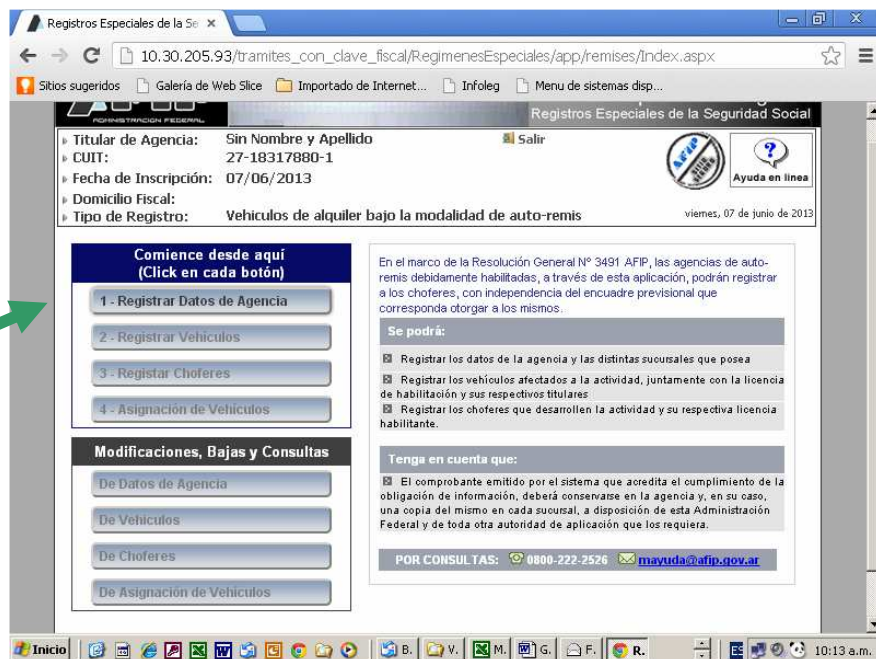 Registros Especiales de la Se
10.30.205.93/tramites_con_clave_fiscal/RegimenesEspeciales/app/remises/Index.aspx
Sitios sugeridos Galería de Web Slice Importado de Internet... Infoleg Menu de sistemas disp...
ADMINISTRACION FEDERAL
Registros Especiales de la Seguridad Social
Titular de Agencia: Sin Nombre y Apellido
Salir
CUIT: 27-18317880-1
Fecha de Inscripción: 07/06/2013
Domicilio Fiscal:
Tipo de Registro: Vehiculos de alquiler bajo la modalidad de auto-remis
AFIP
Ayuda en linea
viernes, 07 de junio de 2013
Comience desde aquí
(Click en cada botón)
1 - Registrar Datos de Agencia
2 - Registrar Vehiculos
3 - Registar Choferes
4 - Asignación de Vehículos
Modificaciones, Bajas y Consultas
De Datos de Agencia
De Vehiculos
De Choferes
De Asignación de Vehiculos
En el marco de la Resolución General Nº 3491 AFIP, las agencias de auto-
remis debidamente habilitadas, a través de esta aplicación, podrán registrar
a los choferes, con independencia del encuadre previsional que
corresponda otorgar a los mismos.
Se podrá:
Registrar los datos de la agencia y las distintas sucursales que posea
Registrar los vehículos afectados a la actividad, juntamente con la licencia
de habilitación y sus respectivos titulares
Registrar los choferes que desarrollen la actividad y su respectiva licencia
habilitante.
Tenga en cuenta que:
El comprobante emitido por el sistema que acredita el cumplimiento de la
obligación de información, deberá conservarse en la agencia y, en su caso,
una copia del mismo en cada sucursal, a disposición de esta Administración
Federal y de toda otra autoridad de aplicación que los requiera.
POR CONSULTAS: 0800-222-2526 mayuda@afip.gov.ar
Inicio B. V. M. G. F. R. ES 10:13 a.m.